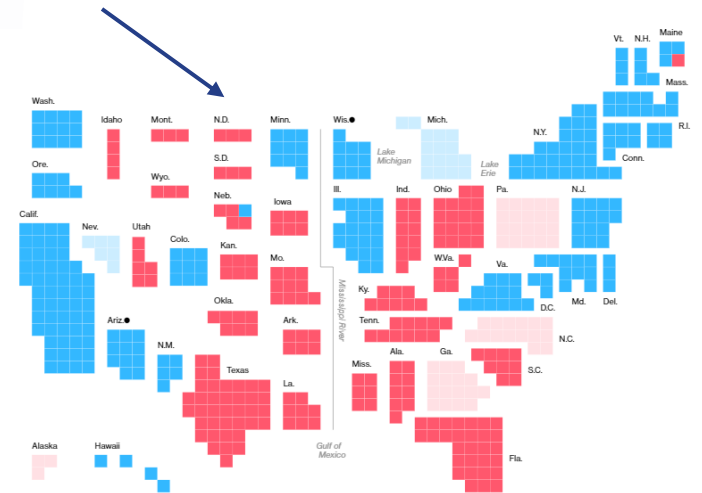 Maine
Vt.
N.H.
Mass.
Wash.
Idaho
Mont.
N.D.
Minn.
Wis.●
Mich.
N.Y.
R.I.
Lake
Michigan
Lake
Erie
Conn.
Ore.
S.D.
Wyo.
Neb.
Iowa
Ill.
Ind.
Ohio
Pa.
N.J.
Calif.
Nev.
Utah
Colo.
Kan.
Mo.
W.Va.
Va.
Md.
Del.
D.C.
Ky.
Mississippi River
Okla.
Ark.
Ariz.●
N.M.
Tenn.
N.C.
Texas
La.
Miss.
Ala.
Ga.
S.C.
Alaska
Hawaii
Gulf of
Mexico
Fla.